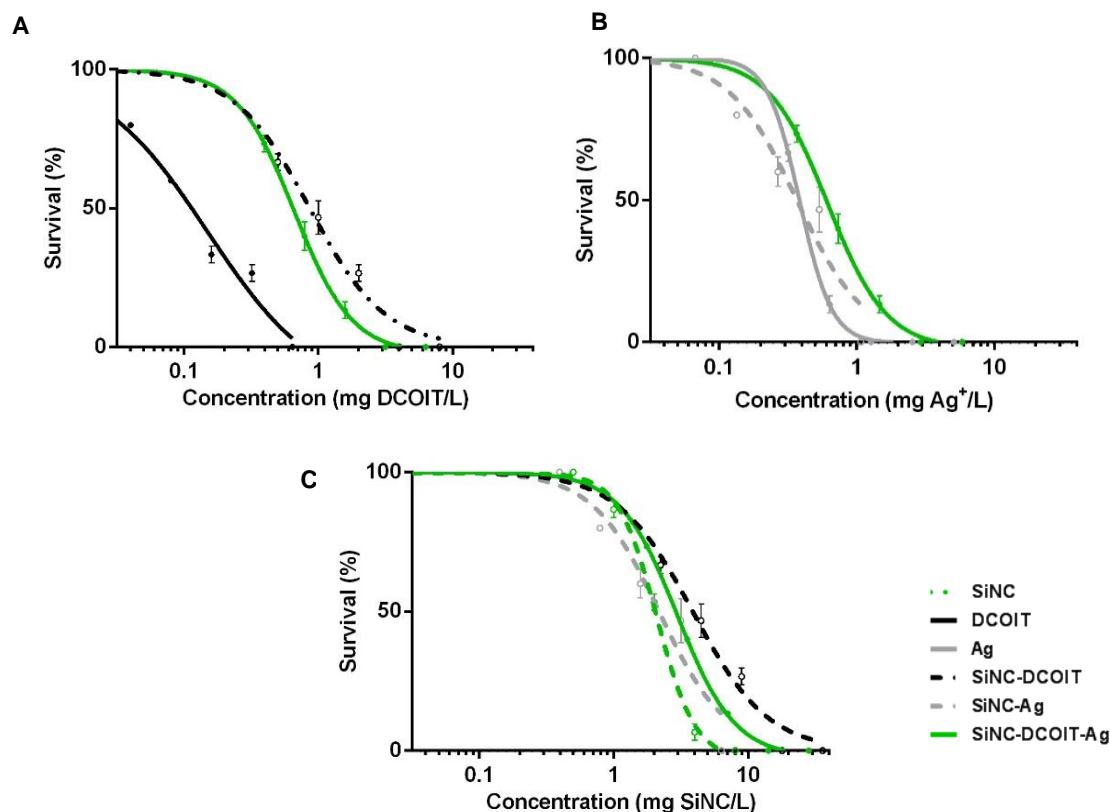 A
100
50
0
Survival (%)
0.1 1 10
Concentration (mg DCOIT/L)
B
100
50
0
Survival (%)
0.1 1 10
Concentration (mg Ag⁺/L)
C
100
50
0
Survival (%)
0.1 1 10
Concentration (mg SiNC/L)
SiNC
DCOIT
Ag
SiNC-DCOIT
SiNC-Ag
SiNC-DCOIT-Ag